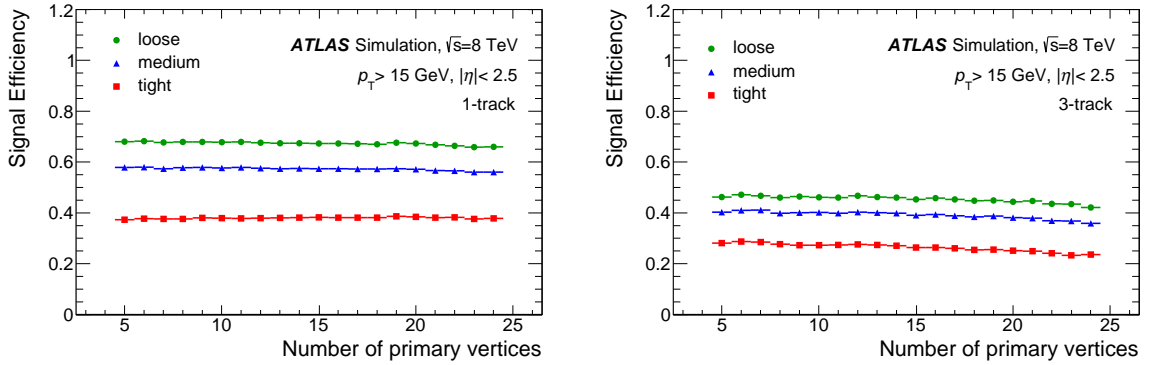 Signal Efficiency
1.2
1
0.8
0.6
0.4
0.2
0
loose
medium
tight
ATLAS Simulation, √s=8 TeV
p_T > 15 GeV, |η|< 2.5
1-track
5 10 15 20 25
Number of primary vertices
Signal Efficiency
1.2
1
0.8
0.6
0.4
0.2
0
loose
medium
tight
ATLAS Simulation, √s=8 TeV
p_T > 15 GeV, |η|< 2.5
3-track
5 10 15 20 25
Number of primary vertices